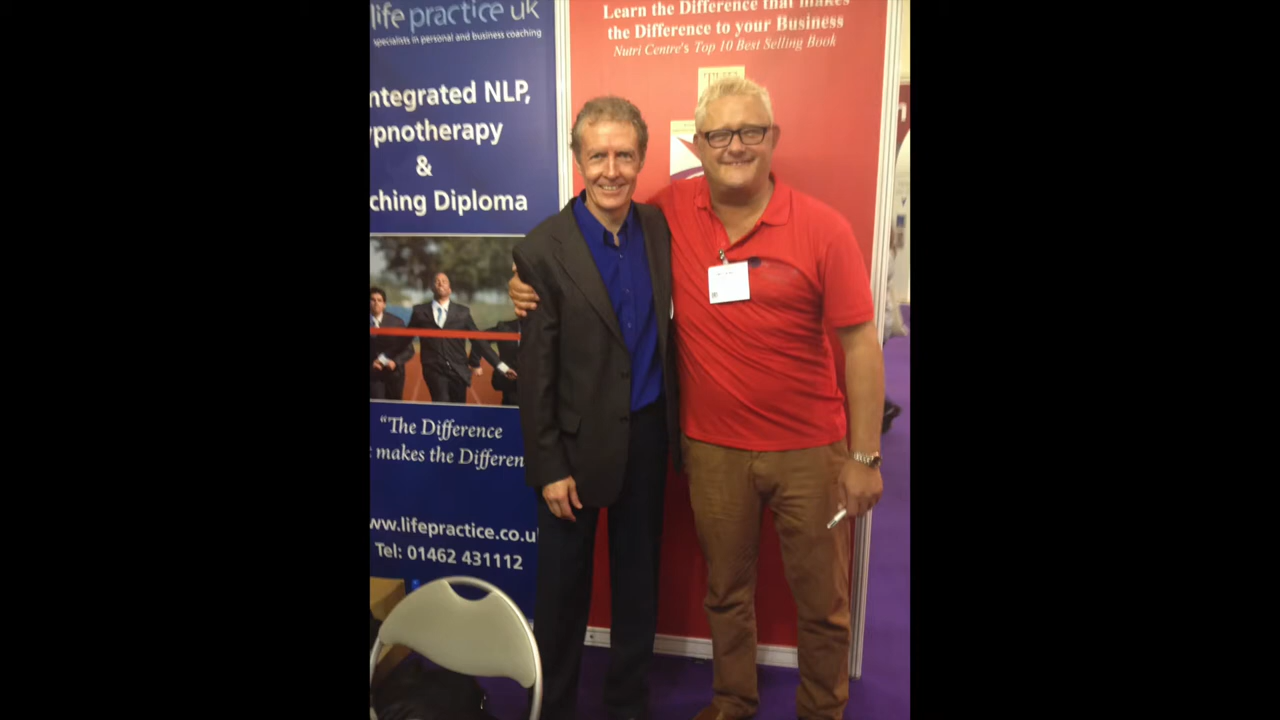 life practice uk
specialists in personal and business coaching
ntegrated NLP,
pnotherapy
&
ching Diploma
“The Difference
t makes the Differen
ww.lifepractice.co.u
Tel: 01462 431112
Learn the Difference that makes
the Difference to your Business
Nutri Centre's Top 10 Best Selling Book